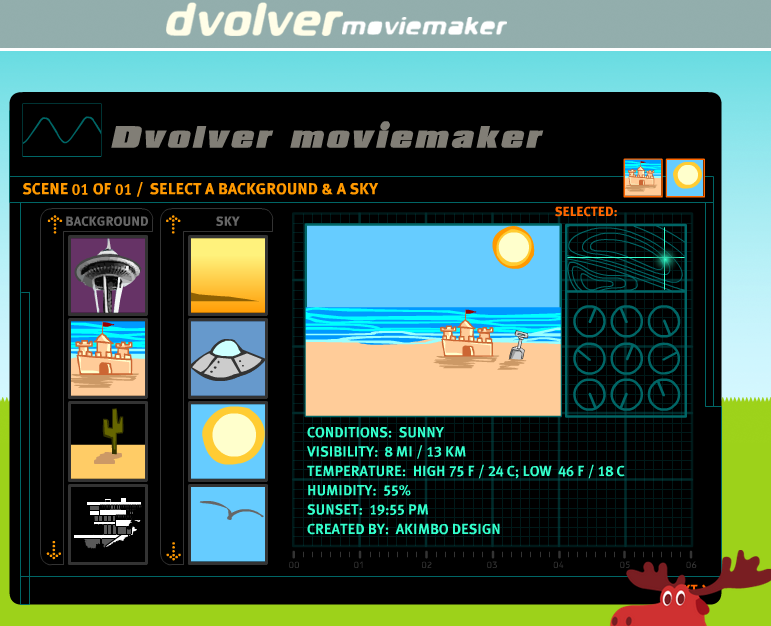 dvolver moviemaker
Dvolver moviemaker
SCENE 01 OF 01 / SELECT A BACKGROUND & A SKY
SELECTED:
BACKGROUND
SKY
CONDITIONS: SUNNY
VISIBILITY: 8 MI / 13 KM
TEMPERATURE: HIGH 75 F / 24 C; LOW 46 F / 18 C
HUMIDITY: 55%
SUNSET: 19:55 PM
CREATED BY: AKIMBO DESIGN
00 01 02 03 04 05 06